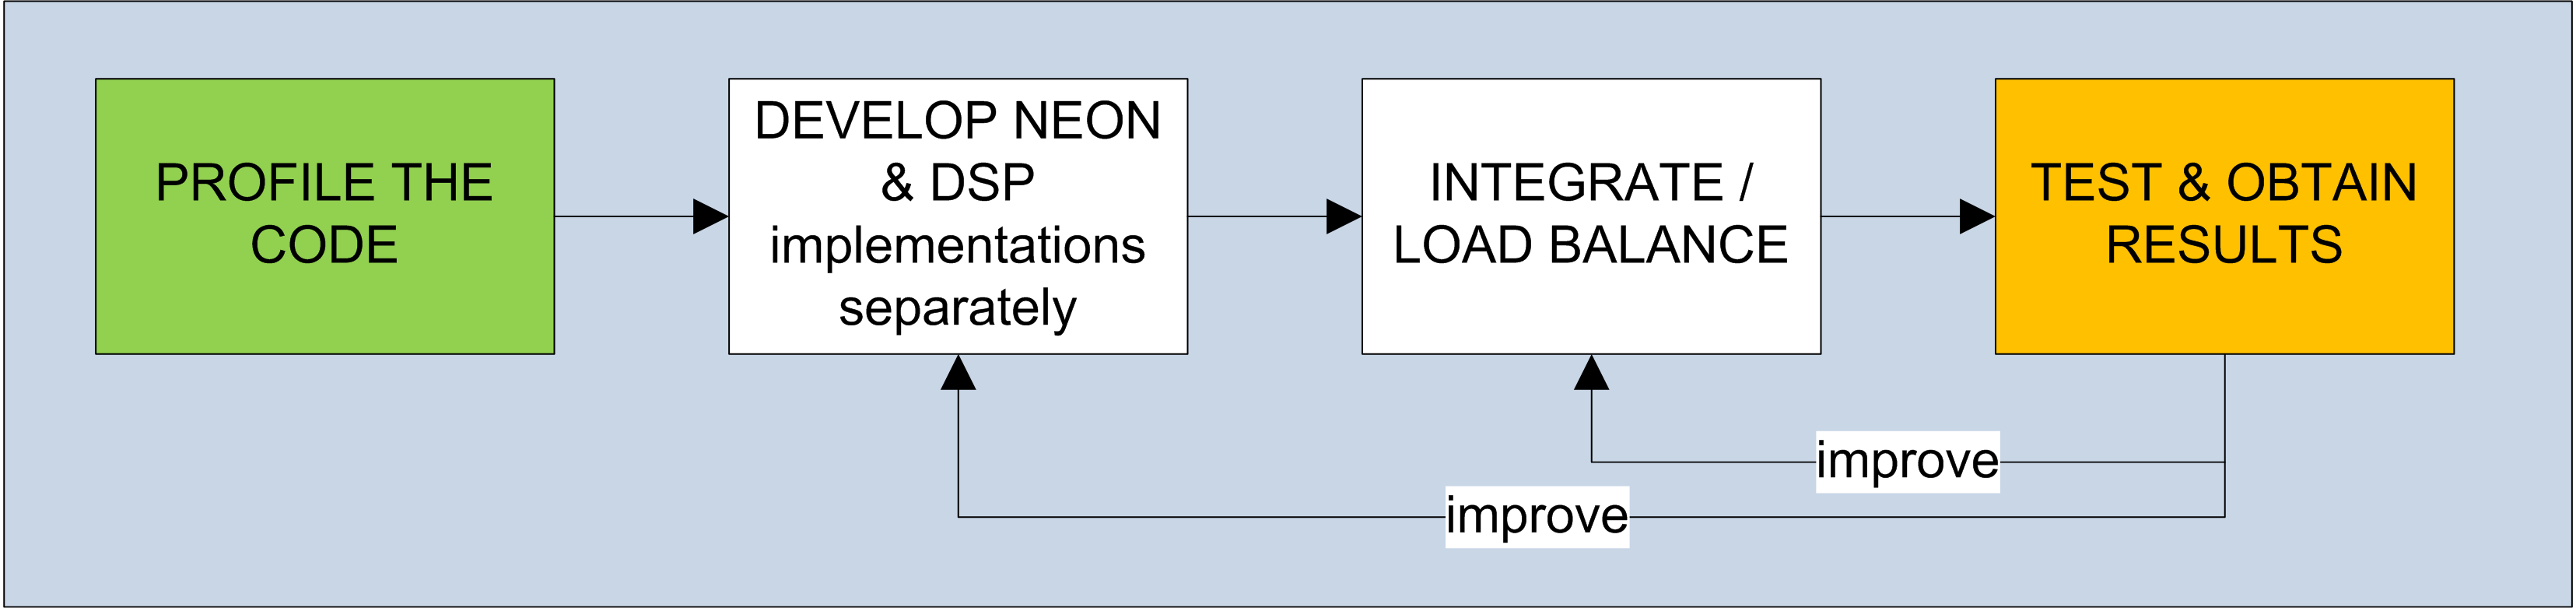 PROFILE THE
CODE
DEVELOP NEON
& DSP
implementations
separately
INTEGRATE /
LOAD BALANCE
TEST & OBTAIN
RESULTS
improve
improve